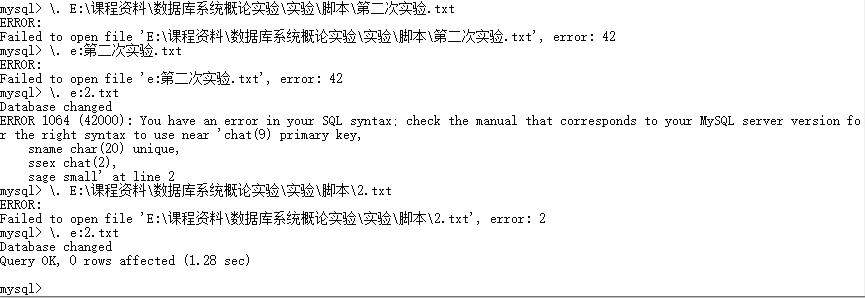 mysql> \. E:\课程资料\数据库系统概论实验\实验\脚本\第二次实验.txt
ERROR:
Failed to open file 'E:\课程资料\数据库系统概论实验\实验\脚本\第二次实验.txt', error: 42
mysql> \. e:第二次实验.txt
ERROR:
Failed to open file 'e:第二次实验.txt', error: 42
mysql> \. e:2.txt
Database changed
ERROR 1064 (42000): You have an error in your SQL syntax; check the manual that corresponds to your MySQL server version fo
r the right syntax to use near 'chat(9) primary key,
    sname char(20) unique,
    ssex chat(2),
    sage small' at line 2
mysql> \. E:\课程资料\数据库系统概论实验\实验\脚本\2.txt
ERROR:
Failed to open file 'E:\课程资料\数据库系统概论实验\实验\脚本\2.txt', error: 2
mysql> \. e:2.txt
Database changed
Query OK, 0 rows affected (1.28 sec)
mysql>